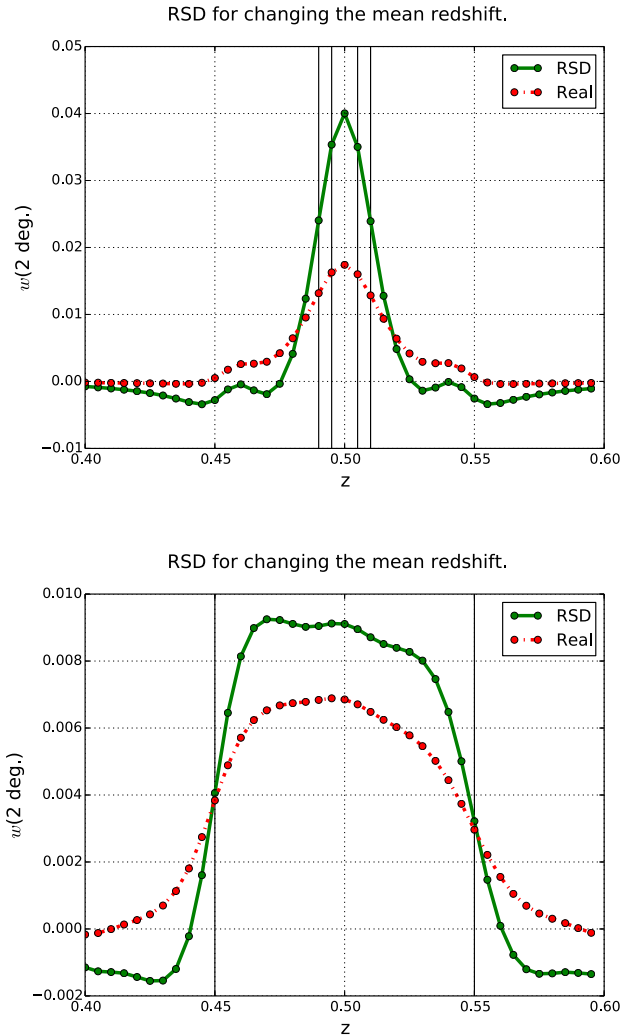 RSD for changing the mean redshift.
0.05
0.04
0.03
0.02
0.01
0.00
−0.01
w(2 deg.)
RSD
Real
0.40 0.45 0.50 0.55 0.60
z
RSD for changing the mean redshift.
0.010
0.008
0.006
0.004
0.002
0.000
−0.002
w(2 deg.)
RSD
Real
0.40 0.45 0.50 0.55 0.60
z